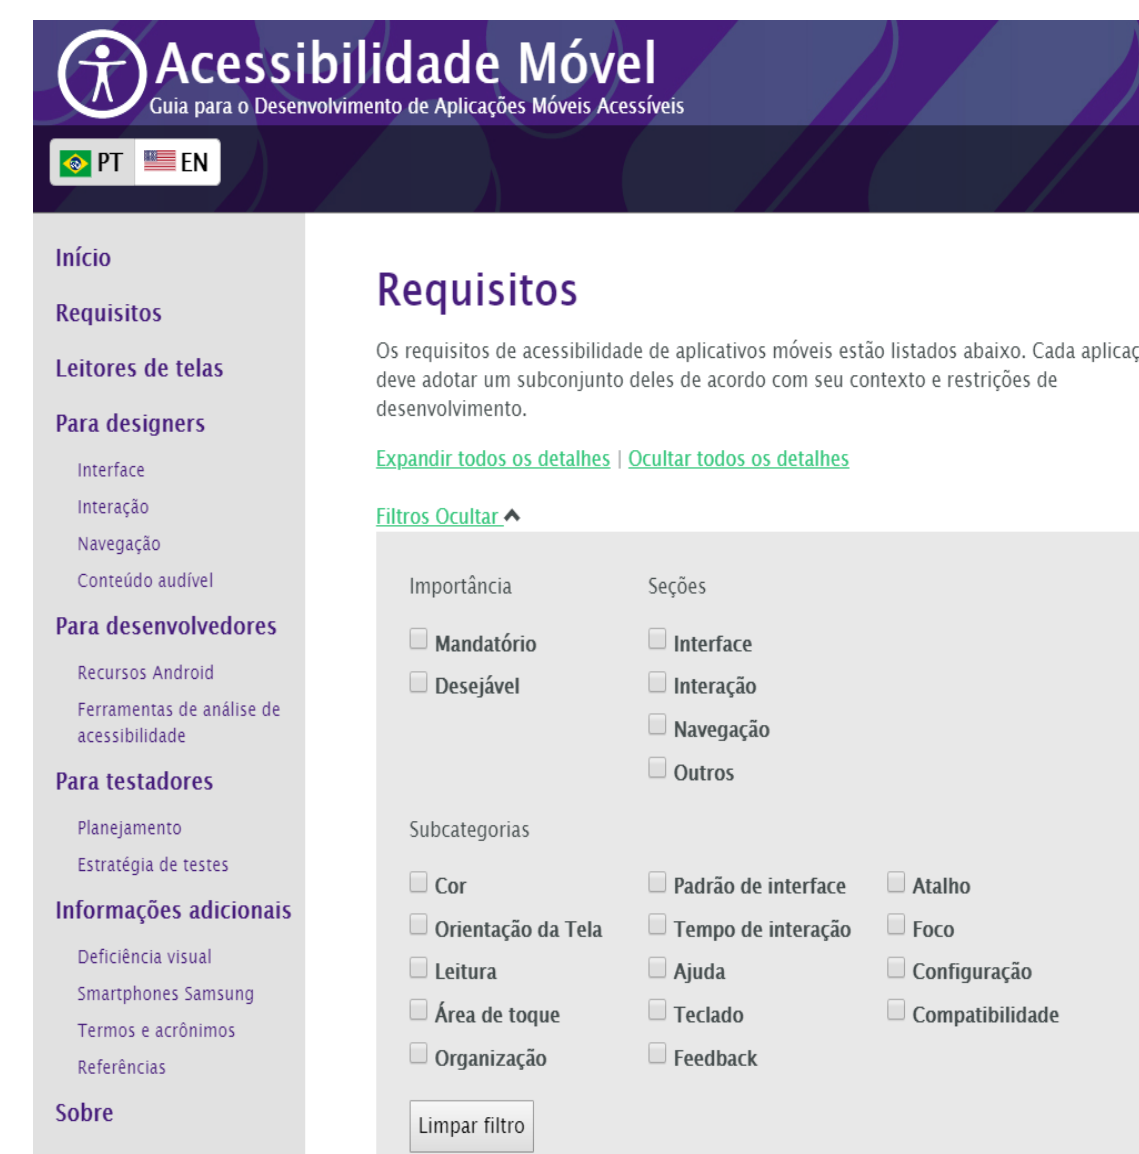 Acessibilidade Móvel
Guia para o Desenvolvimento de Aplicações Móveis Acessíveis
PT EN
Início
Requisitos
Leitores de telas
Para designers
Interface
Interação
Navegação
Conteúdo audível
Para desenvolvedores
Recursos Android
Ferramentas de análise de
acessibilidade
Para testadores
Planejamento
Estratégia de testes
Informações adicionais
Deficiência visual
Smartphones Samsung
Termos e acrônimos
Referências
Sobre
Requisitos
Os requisitos de acessibilidade de aplicativos móveis estão listados abaixo. Cada aplicaç
deve adotar um subconjunto deles de acordo com seu contexto e restrições de
desenvolvimento.
Expandir todos os detalhes | Ocultar todos os detalhes
Filtros Ocultar
Importância
Mandatório
Desejável
Seções
Interface
Interação
Navegação
Outros
Subcategorias
Cor
Orientação da Tela
Leitura
Área de toque
Organização
Padrão de interface
Tempo de interação
Ajuda
Teclado
Feedback
Atalho
Foco
Configuração
Compatibilidade
Limpar filtro